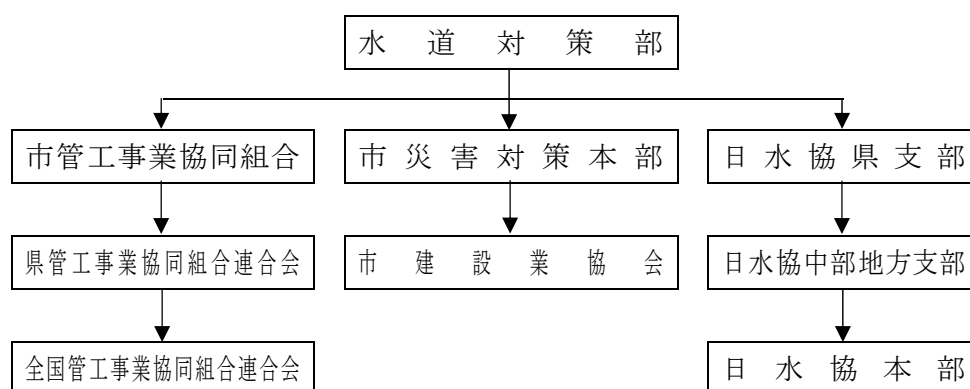 水道対策部
市管工事業協同組合
市災害対策本部
日水協県支部
県管工事業協同組合連合会
市建設業協会
日水協中部地方支部
全国管工事業協同組合連合会
日水協本部